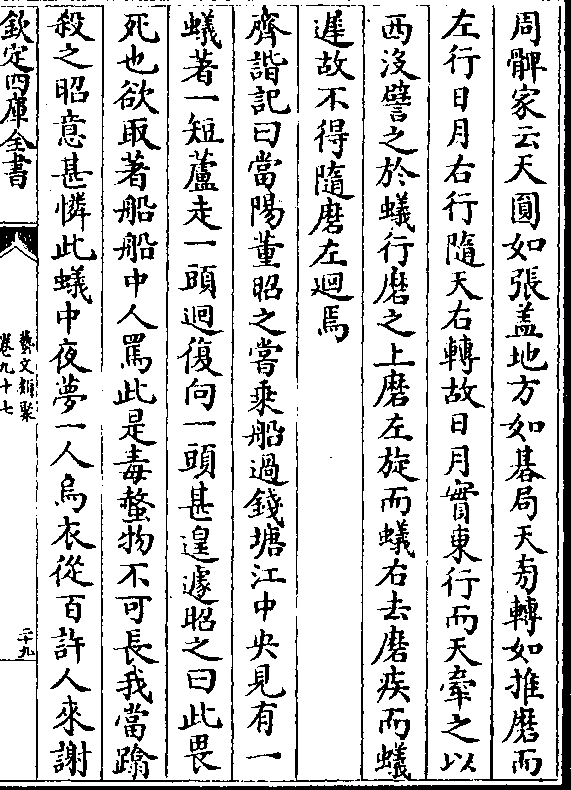 周髀家云天圓如張盖地方如棊局天旁轉如推磨而
左行日月右行隨天右轉故日月實東行而天牽之以
西沒譬之於蟻行磨之上磨左旋而蟻右去磨疾而蟻
遲故不得隨磨左迴焉
齊諧記曰當陽董昭之嘗乘船過錢塘江中央見有一
蟻著一短蘆走一頭迴復向一頭甚遑遽昭之曰此畏
死也欲取著船船中人罵此是毒螫物不可長我當蹹
殺之昭意甚憐此蟻中夜夢一人烏衣從百許人來謝
欽定四庫全書
藝文類聚
卷九十七
二十九